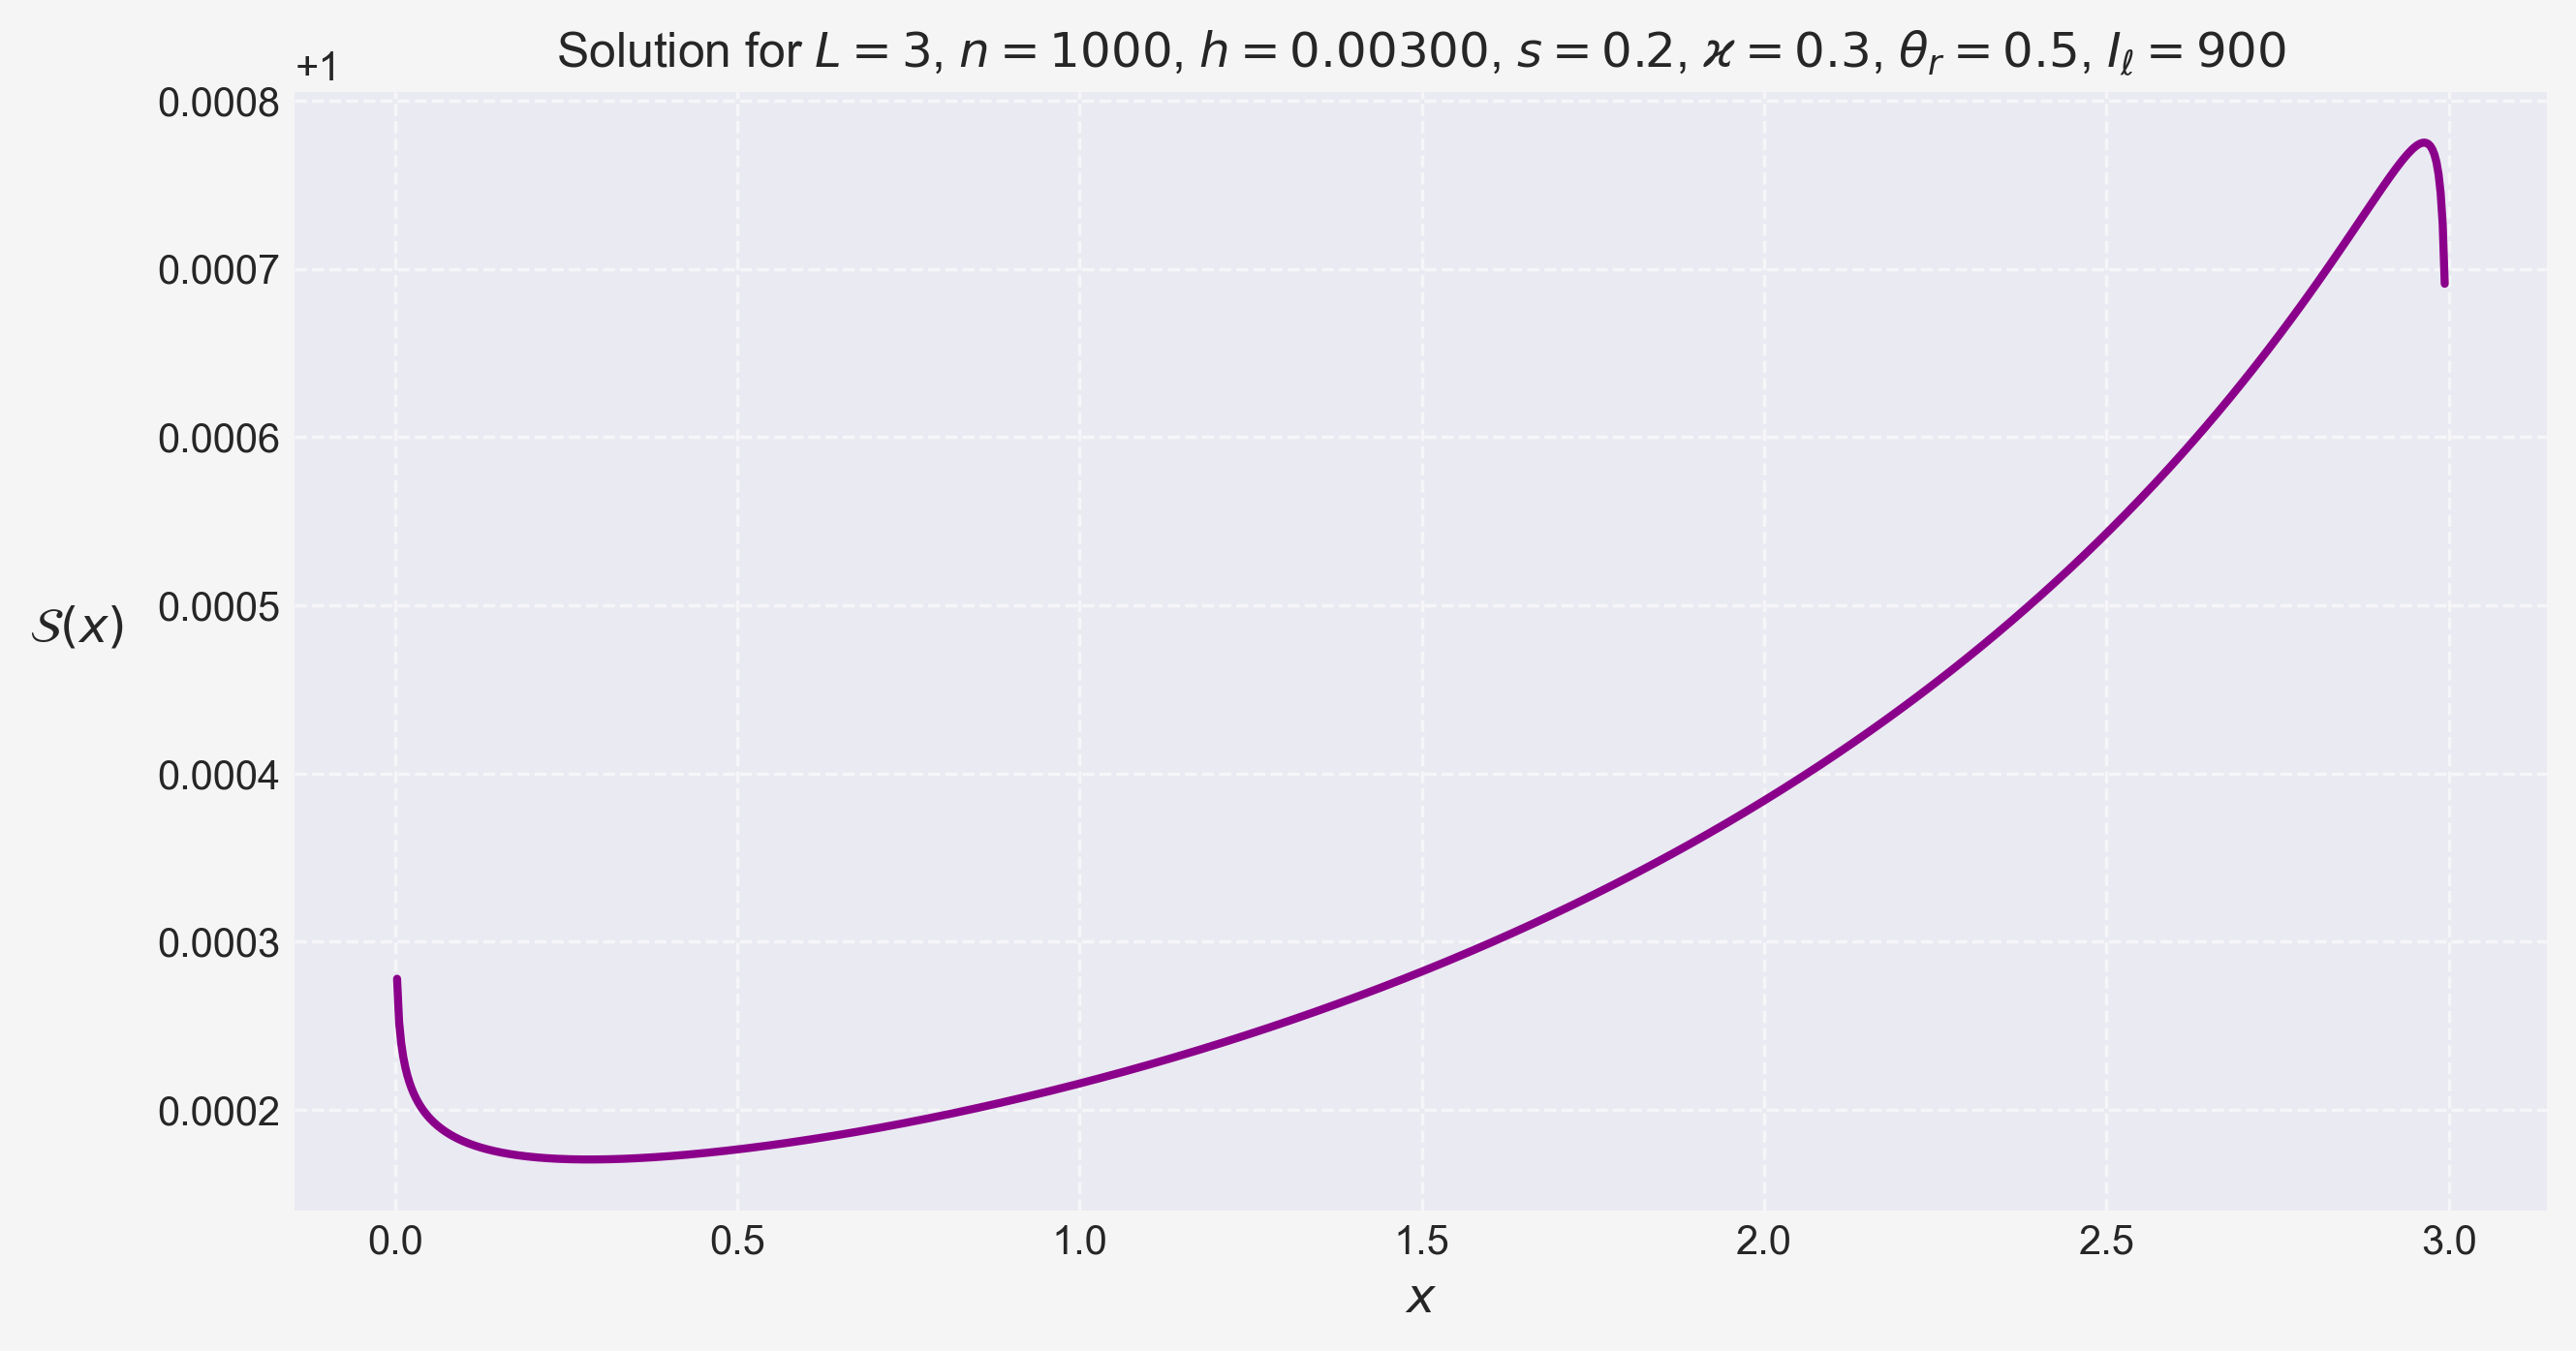 Solution for L = 3, n = 1000, h = 0.00300, s = 0.2, ϰ = 0.3, θᵣ = 0.5, I_ℓ = 900
+1
0.0008
0.0007
0.0006
0.0005
𝒮(x)
0.0004
0.0003
0.0002
0.0 0.5 1.0 1.5 2.0 2.5 3.0
x